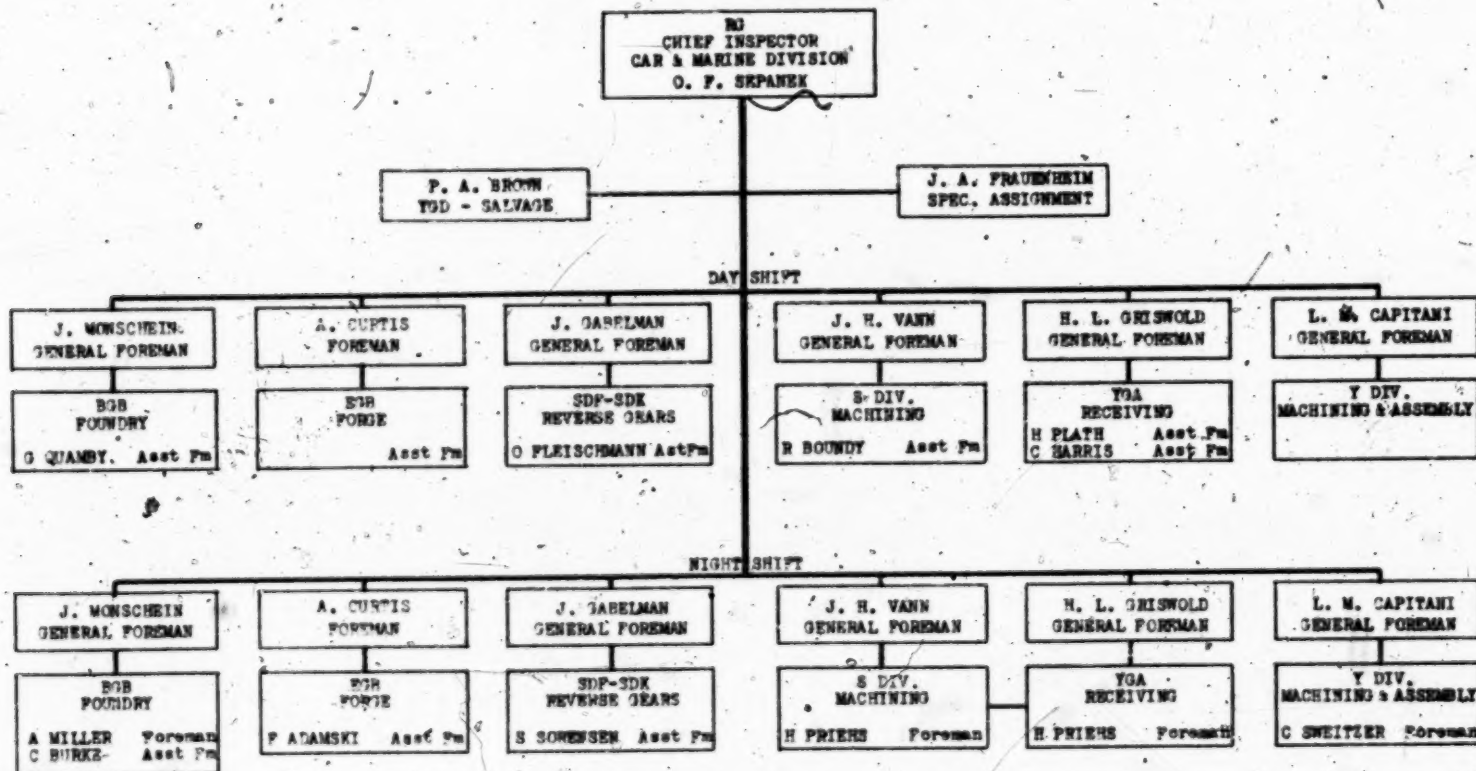 RG
CHIEF INSPECTOR
CAR & MARINE DIVISION
O. F. SEPANEK
P. A. BROWN
YGD - SALVAGE
J. A. FRAUENHEIM
SPEC. ASSIGNMENT
DAY SHIFT
J. MONSCHEIN
GENERAL FOREMAN
A. CURTIS
FOREMAN
J. GABELMAN
GENERAL FOREMAN
J. H. VANN
GENERAL FOREMAN
H. L. GRISWOLD
GENERAL FOREMAN
L. M. CAPITANI
GENERAL FOREMAN
BGB
FOUNDRY
G QUAMBY. Asst Fm
EGB
FORGE
Asst Fm
SDF-SDK
REVERSE GEARS
O FLEISCHMANN AstFm
S DIV.
MACHINING
R BOUNDY Asst Fm
YGA
RECEIVING
H PLATH Asst Fm
C HARRIS Asst Fm
Y DIV.
MACHINING & ASSEMBLY
NIGHT SHIFT
J. MONSCHEIN
GENERAL FOREMAN
A. CURTIS
FOREMAN
J. GABELMAN
GENERAL FOREMAN
J. H. VANN
GENERAL FOREMAN
H. L. GRISWOLD
GENERAL FOREMAN
L. M. CAPITANI
GENERAL FOREMAN
BGB
FOUNDRY
A MILLER Foreman
C BURKE Asst Fm
EGB
FORGE
F ADAMSKI Asst Fm
SDF-SDK
REVERSE GEARS
S SORENSEN Asst Fm
S DIV.
MACHINING
H PRIEHS Foreman
YGA
RECEIVING
H PRIEHS Foreman
Y DIV.
MACHINING & ASSEMBLY
C SWEITZER Foreman